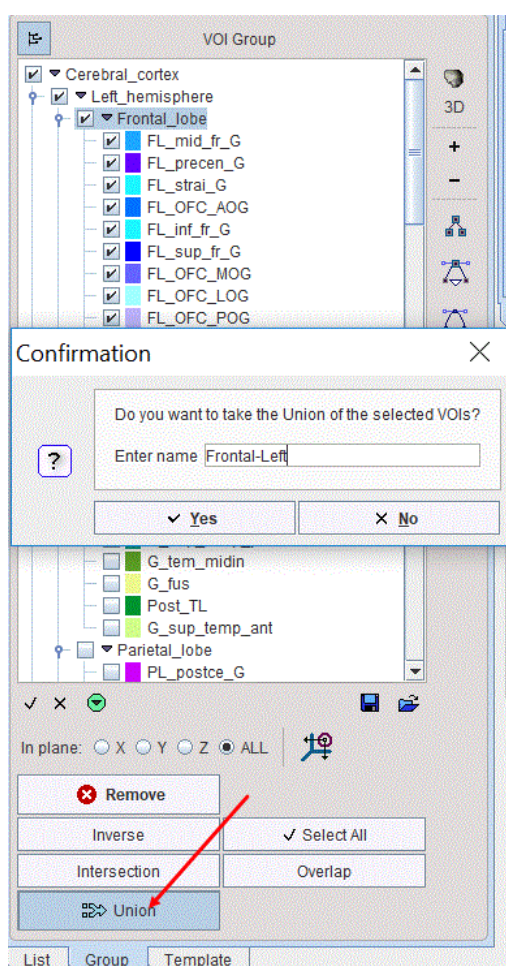 VOI Group
Cerebral_cortex
Left_hemisphere
3D
Frontal_lobe
FL_mid_fr_G
FL_precen_G
FL_strai_G
FL_OFC_AOG
FL_inf_fr_G
FL_sup_fr_G
FL_OFC_MOG
FL_OFC_LOG
FL_OFC_POG
Confirmation
Do you want to take the Union of the selected VOIs?
Enter name Frontal-Left
Yes
No
G_tem_midin
G_fus
Post_TL
G_sup_temp_ant
Parietal_lobe
PL_postce_G
In plane: X Y Z ALL
Remove
Inverse
Select All
Intersection
Overlap
Union
List Group Template